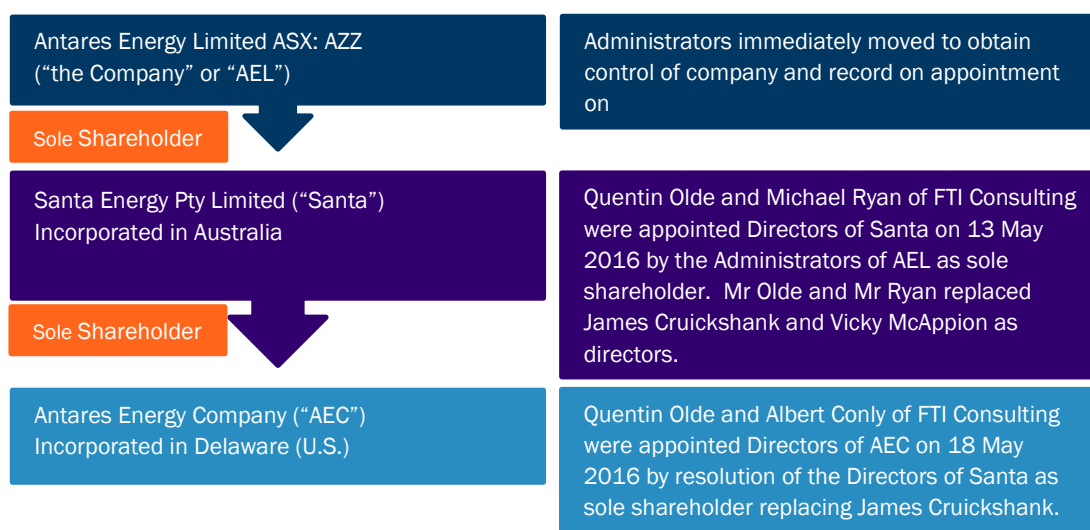 Antares Energy Limited ASX: AZZ
(“the Company” or “AEL”)
Administrators immediately moved to obtain
control of company and record on appointment
on
Sole Shareholder
Santa Energy Pty Limited (“Santa”)
Incorporated in Australia
Quentin Olde and Michael Ryan of FTI Consulting
were appointed Directors of Santa on 13 May
2016 by the Administrators of AEL as sole
shareholder.  Mr Olde and Mr Ryan replaced
James Cruickshank and Vicky McAppion as
directors.
Sole Shareholder
Antares Energy Company (“AEC”)
Incorporated in Delaware (U.S.)
Quentin Olde and Albert Conly of FTI Consulting
were appointed Directors of AEC on 18 May
2016 by resolution of the Directors of Santa as
sole shareholder replacing James Cruickshank.